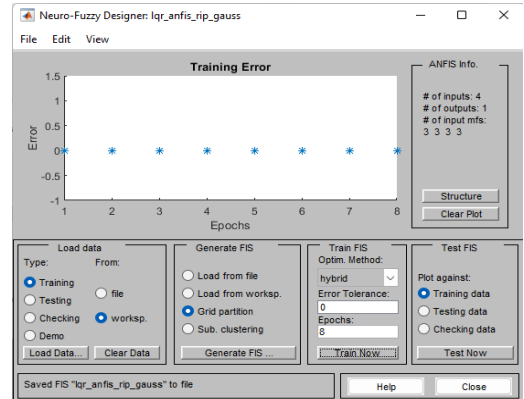 Neuro-Fuzzy Designer: lqr_anfis_rip_gauss
File Edit View
Training Error
1.5
1
0.5
0
-0.5
-1
Error
1 2 3 4 5 6 7 8
Epochs
ANFIS Info.
# of inputs: 4
# of outputs: 1
# of input mfs:
3 3 3 3
Structure
Clear Plot
Load data
Type: From:
Training
Testing
Checking
Demo
file
worksp.
Load Data... Clear Data
Generate FIS
Load from file
Load from worksp.
Grid partition
Sub. clustering
Generate FIS ...
Train FIS
Optim. Method:
hybrid
Error Tolerance:
0
Epochs:
8
Train Now
Test FIS
Plot against:
Training data
Testing data
Checking data
Test Now
Saved FIS "lqr_anfis_rip_gauss" to file
Help Close